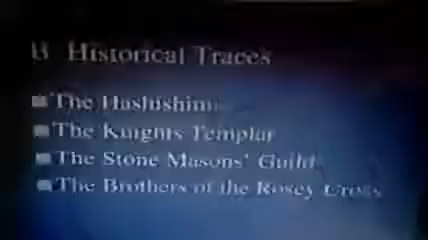 B Historical Traces
The Hashishim
The Knights Templar
The Stone Masons' Guild
The Brothers of the Rosey Cross